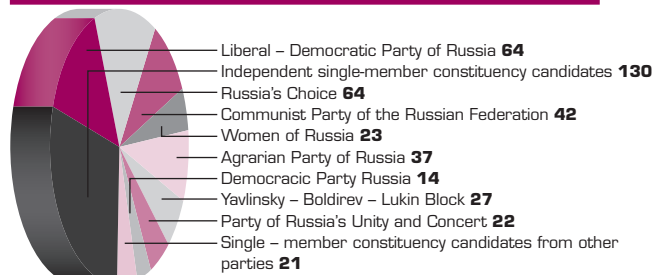 Liberal – Democratic Party of Russia 64
Independent single-member constituency candidates 130
Russia's Choice 64
Communist Party of the Russian Federation 42
Women of Russia 23
Agrarian Party of Russia 37
Democracic Party Russia 14
Yavlinsky – Boldirev – Lukin Block 27
Party of Russia's Unity and Concert 22
Single – member constituency candidates from other
parties 21